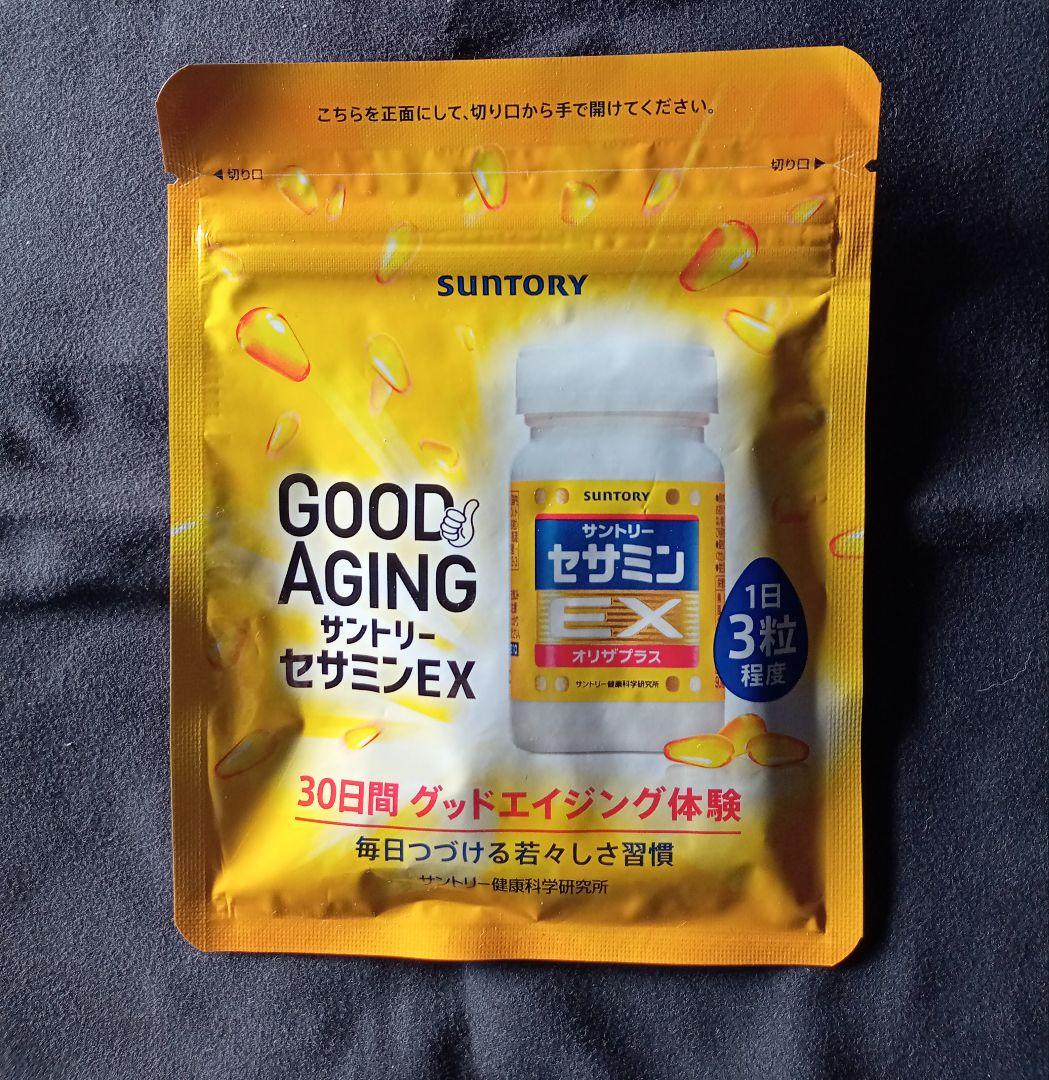 こちらを正面にして、切り口から手で開けてください。
◀切り口
切り口▶
SUNTORY
GOOD
AGING
サントリー
セサミンEX
SUNTORY
サントリー
セサミン
EX
オリザプラス
サントリー健康科学研究所
1日
3粒
程度
30日間 グッドエイジング体験
毎日つづける若々しさ習慣
サントリー健康科学研究所